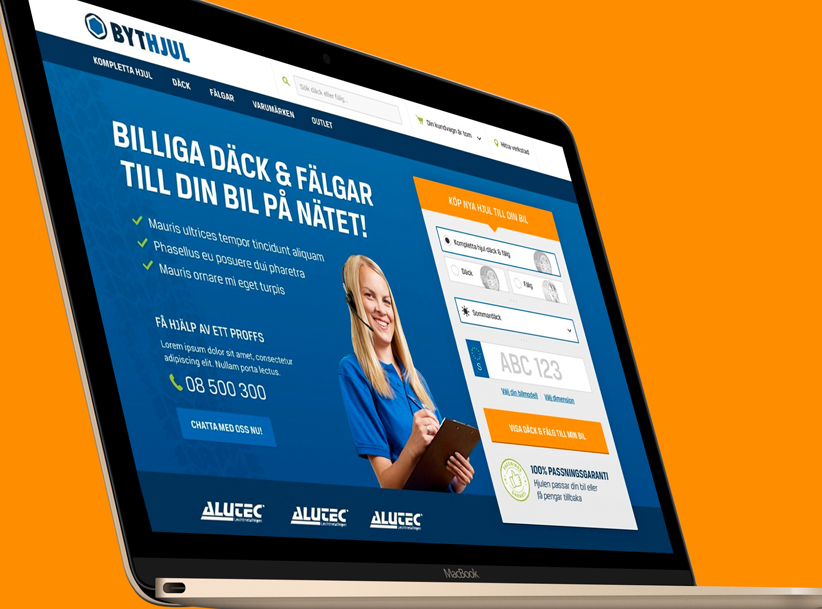 BYTHJUL
Sök däck eller fälg...
Din kundvagn är tom
Hitta verkstad
KOMPLETTA HJUL
DÄCK
FÄLGAR
VARUMÄRKEN
OUTLET
BILLIGA DÄCK & FÄLGAR
TILL DIN BIL PÅ NÄTET!
Mauris ultrices tempor tincidunt aliquam
Phasellus eu posuere dui pharetra
Mauris ornare mi eget turpis
FÅ HJÄLP AV ETT PROFFS
Lorem ipsum dolor sit amet, consectetur
adipiscing elit. Nullam porta lectus.
08 500 300
CHATTA MED OSS NU!
KÖP NYA HJUL TILL DIN BIL
Kompletta hjul däck & fälg
Däck
Fälg
Sommardäck
S
ABC 123
Välj din bilmodell
Välj dimension
VISA DÄCK & FÄLG TILL MIN BIL
100% PASSNINGSGARANTI
Hjulen passar din bil eller
få pengar tillbaka
ALUTEC
Leichtmetallfelgen
ALUTEC
Leichtmetallfelgen
ALUTEC
Leichtmetallfelgen
MacBook